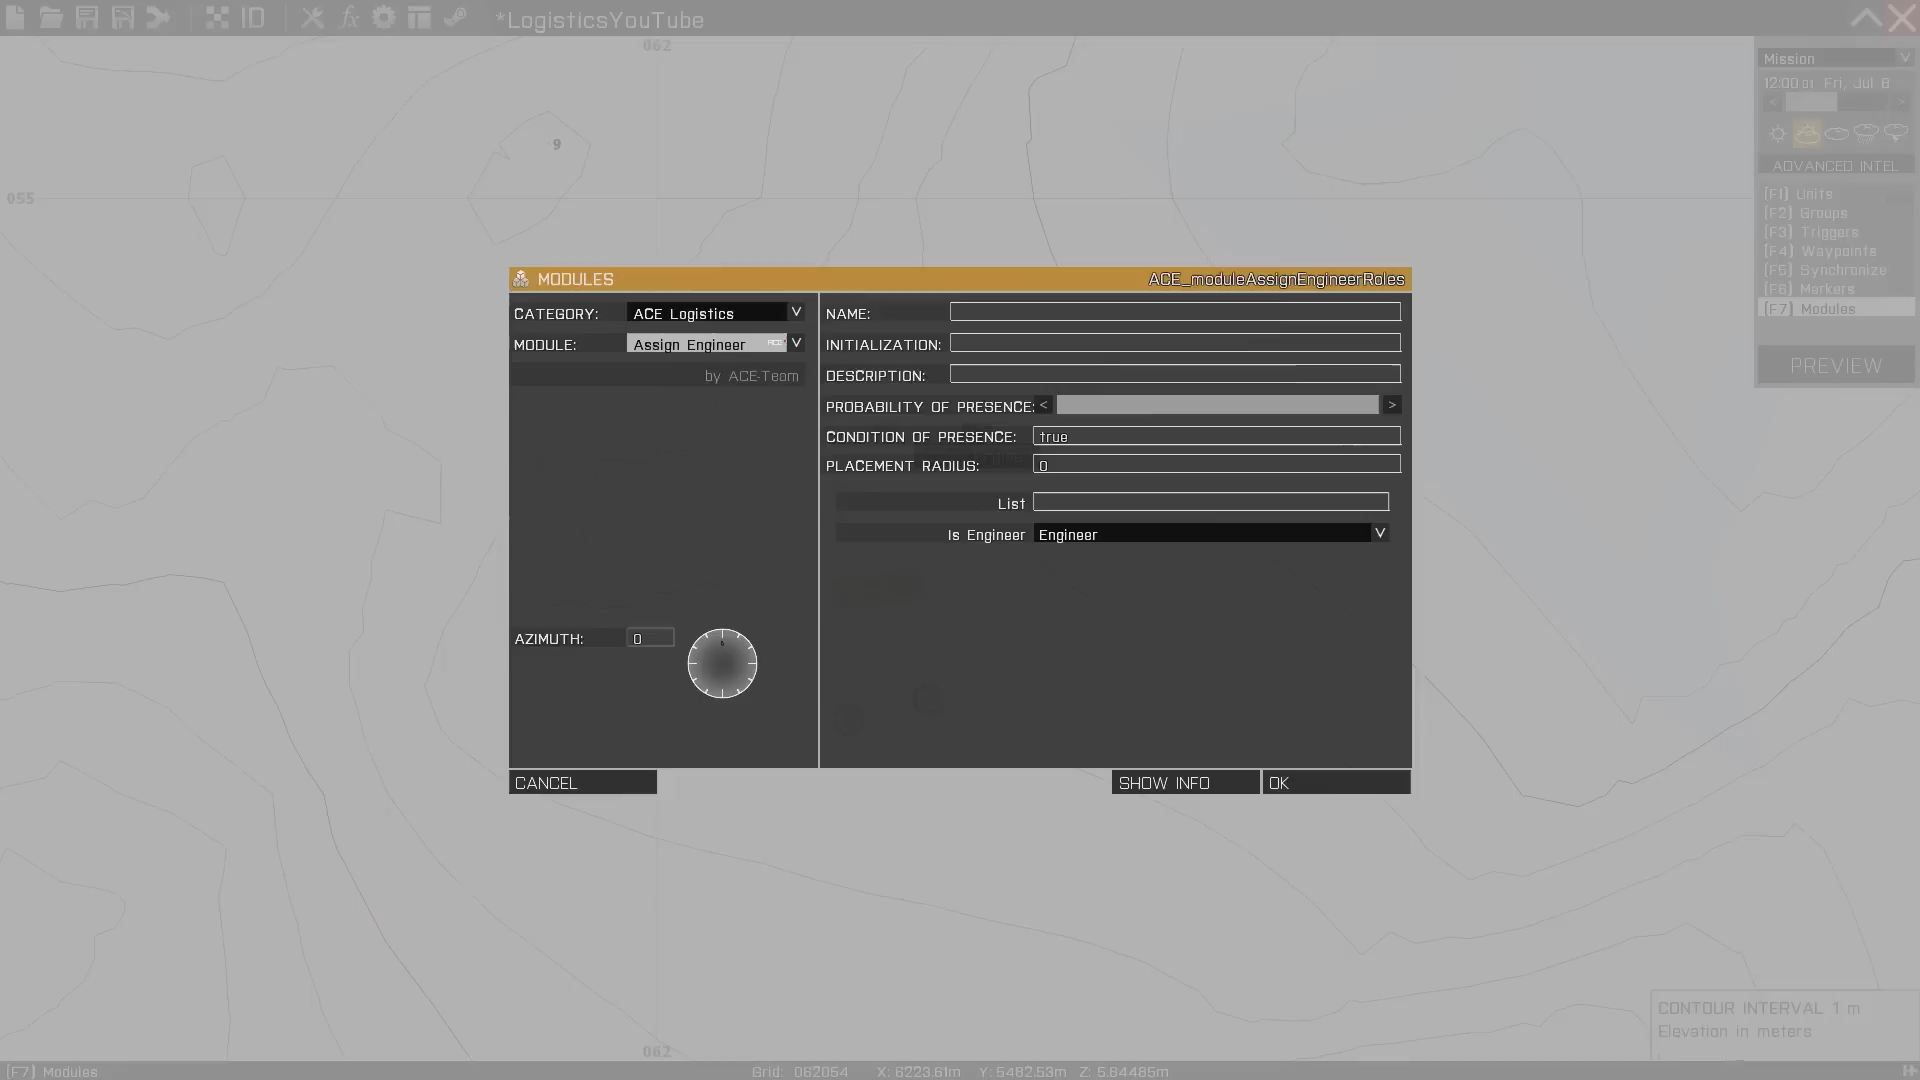 ID *LogisticsYouTube
062
Mission
12:00 01 Fri, Jul 6
9
ADVANCED INTEL
055
[F1] Units
[F2] Groups
[F3] Triggers
[F4] Waypoints
[F5] Synchronize
[F6] Markers
[F7] Modules
PREVIEW
MODULES ACE_moduleAssignEngineerRoles
CATEGORY: ACE Logistics
MODULE: Assign Engineer
by ACE-Team
NAME:
INITIALIZATION:
DESCRIPTION:
PROBABILITY OF PRESENCE: < >
CONDITION OF PRESENCE: true
PLACEMENT RADIUS: 0
List
Is Engineer Engineer
AZIMUTH: 0
CANCEL SHOW INFO OK
CONTOUR INTERVAL 1 m
Elevation in meters
062
[F7] Modules Grid: 062054 X: 6223.61m Y: 5482.53m Z: 5.84485m